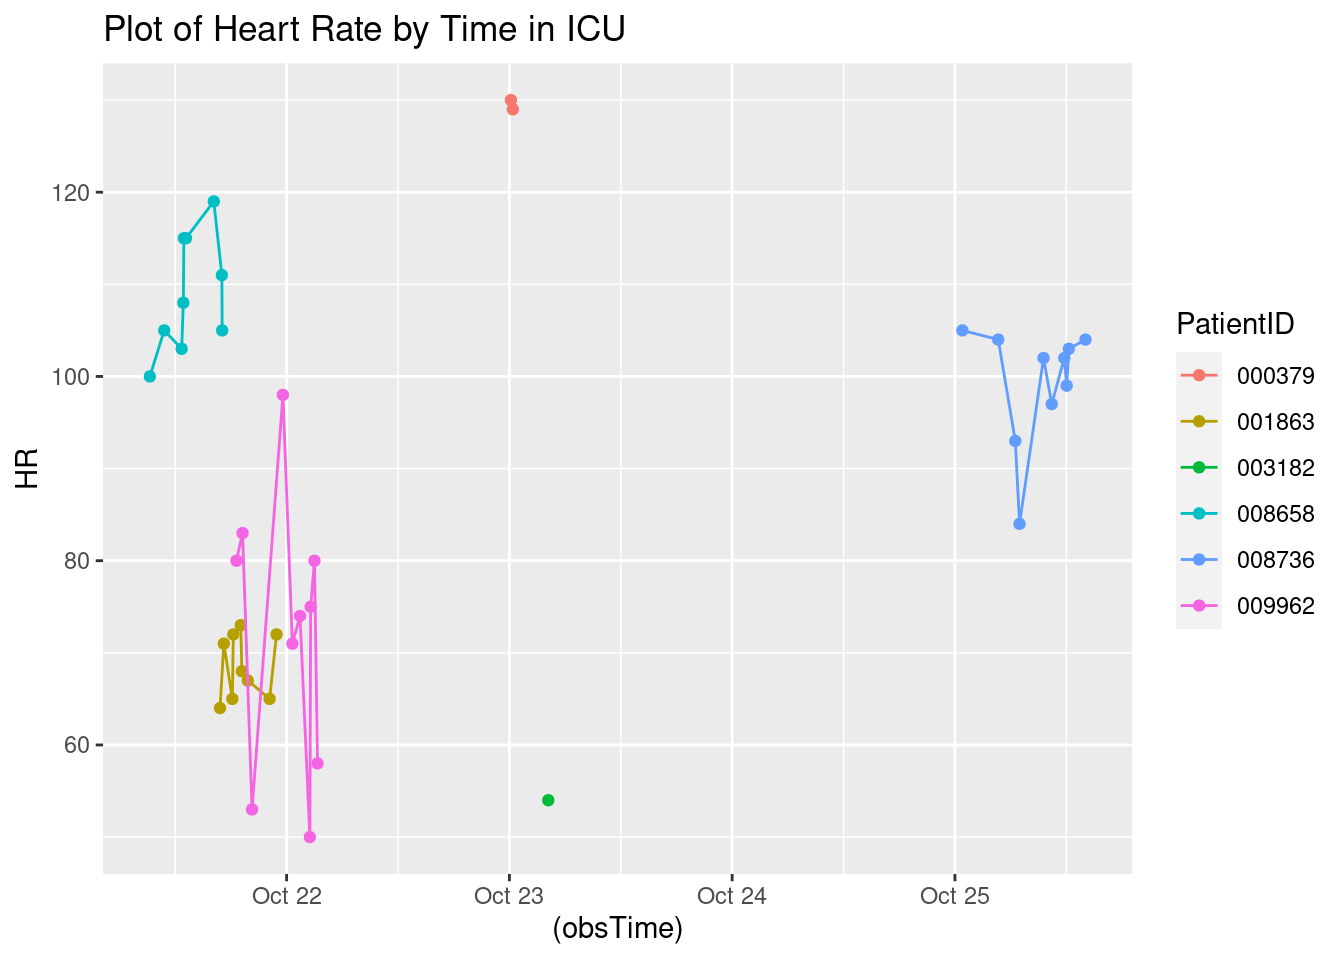 Plot of Heart Rate by Time in ICU
120
100
80
60
HR
Oct 22
Oct 23
Oct 24
Oct 25
(obsTime)
PatientID
000379
001863
003182
008658
008736
009962